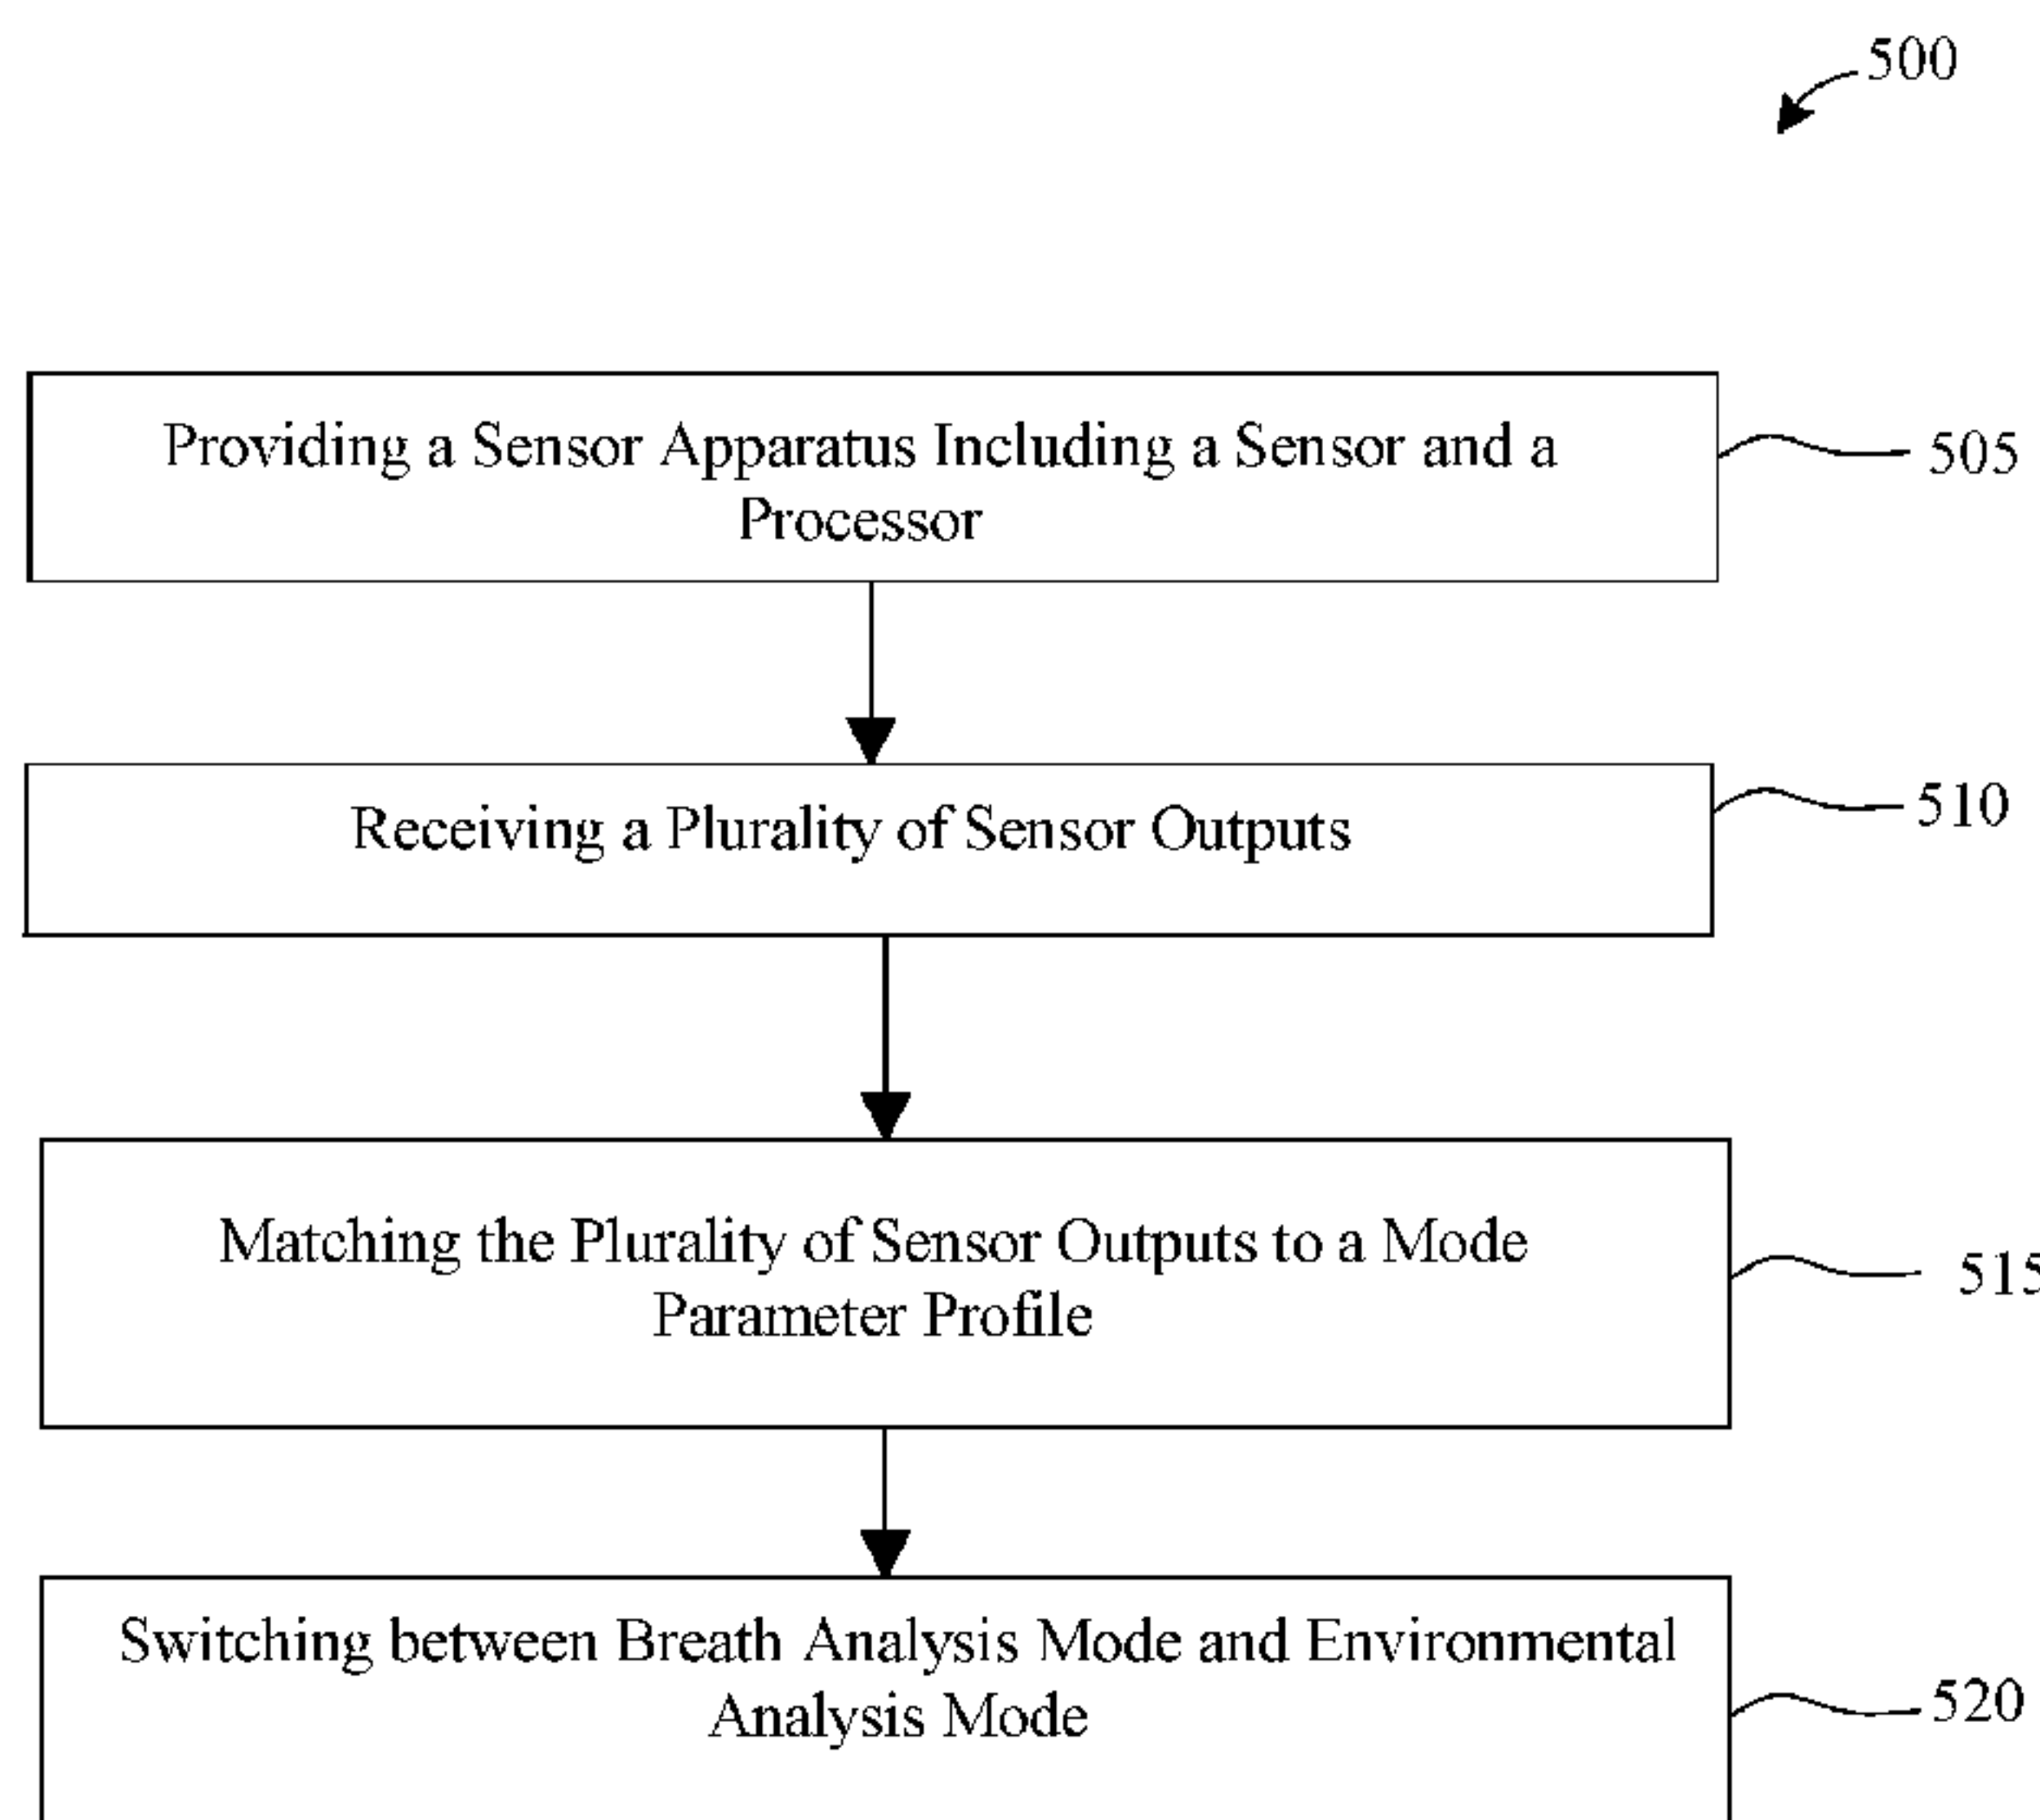 500
Providing a Sensor Apparatus Including a Sensor and a
Processor
505
Receiving a Plurality of Sensor Outputs
510
Matching the Plurality of Sensor Outputs to a Mode
Parameter Profile
515
Switching between Breath Analysis Mode and Environmental
Analysis Mode
520